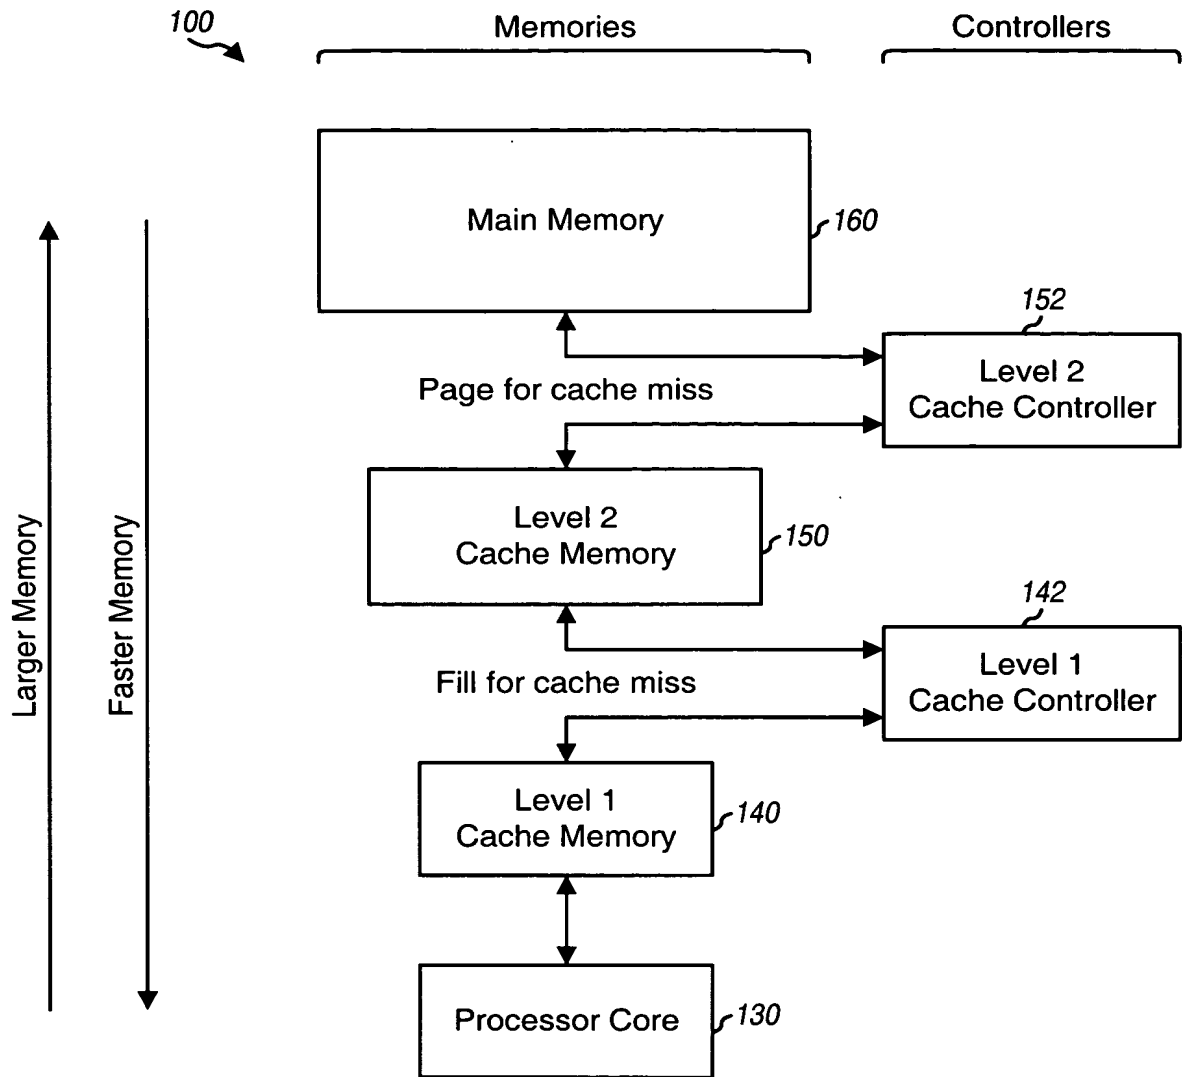 100
Memories
Controllers
Main Memory
160
152
Level 2
Cache Controller
Page for cache miss
Level 2
Cache Memory
150
142
Level 1
Cache Controller
Fill for cache miss
Level 1
Cache Memory
140
Processor Core
130
Larger Memory
Faster Memory